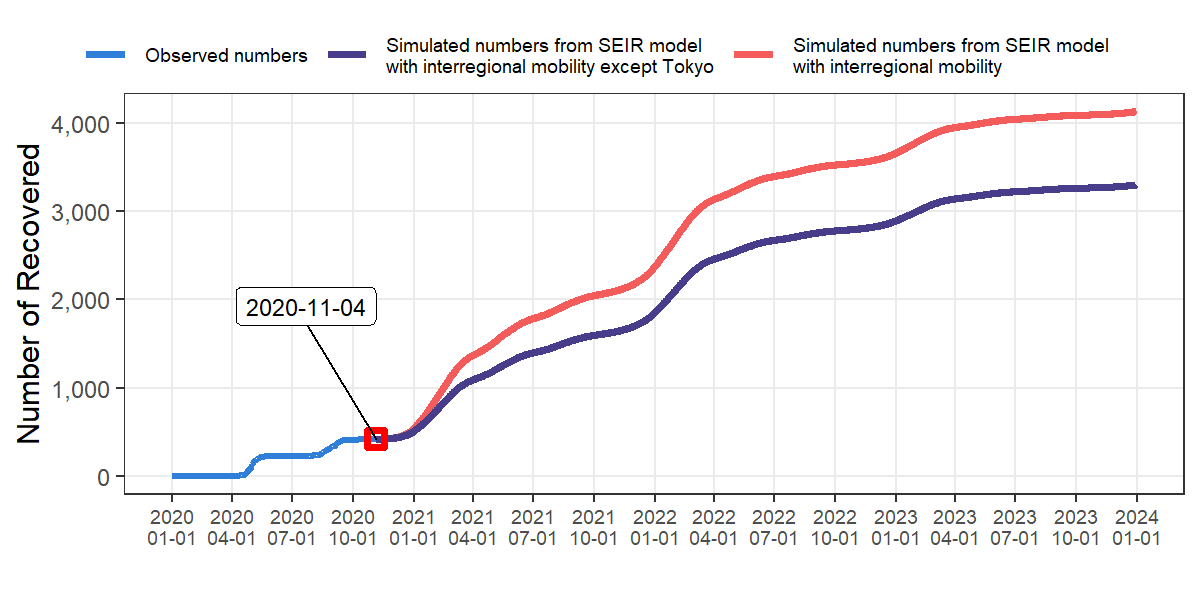 Observed numbers
Simulated numbers from SEIR model
with interregional mobility except Tokyo
Simulated numbers from SEIR model
with interregional mobility
Number of Recovered
4,000
3,000
2,000
1,000
0
2020-11-04
2020 2020 2020 2020 2021 2021 2021 2021 2022 2022 2022 2022 2023 2023 2023 2023 2024
01-01 04-01 07-01 10-01 01-01 04-01 07-01 10-01 01-01 04-01 07-01 10-01 01-01 04-01 07-01 10-01 01-01